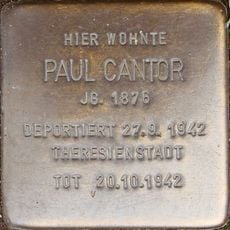 HIER WOHNTE
PAUL CANTOR
JG. 1876
DEPORTIERT 27.9. 1942
THERESIENSTADT
TOT 20.10.1942